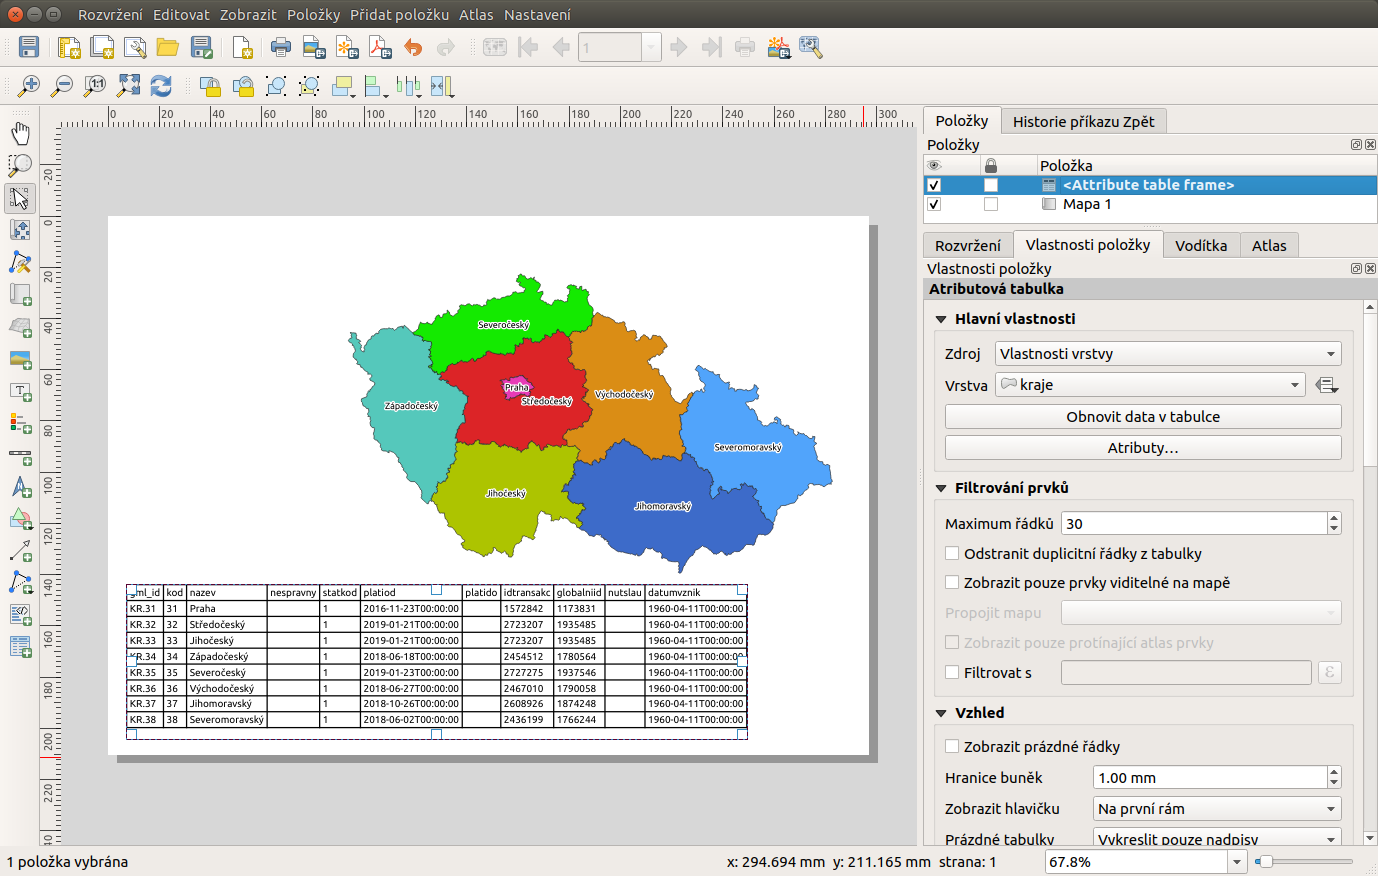 Rozvržení Editovat Zobrazit Položky Přidat položku Atlas Nastavení
1
1:1
0 20 40 60 80 100 120 140 160 180 200 220 240 260 280 300
-20
0
20
40
60
80
100
120
140
160
180
200
220
Severočeský
Praha
Středočeský
Západočeský
Východočeský
Severomoravský
Jihočeský
Jihomoravský
gml_id kod nazev nespravny statkod platiod platido idtransakc globalniid nutslau datumvznik
KR.31 31 Praha 1 2016-11-23T00:00:00 1572842 1173831 1960-04-11T00:00:00
KR.32 32 Středočeský 1 2019-01-21T00:00:00 2723207 1935485 1960-04-11T00:00:00
KR.33 33 Jihočeský 1 2019-01-21T00:00:00 2723207 1935485 1960-04-11T00:00:00
KR.34 34 Západočeský 1 2018-06-18T00:00:00 2454512 1780564 1960-04-11T00:00:00
KR.35 35 Severočeský 1 2019-01-23T00:00:00 2727275 1937546 1960-04-11T00:00:00
KR.36 36 Východočeský 1 2018-06-27T00:00:00 2467010 1790058 1960-04-11T00:00:00
KR.37 37 Jihomoravský 1 2018-10-26T00:00:00 2608926 1874248 1960-04-11T00:00:00
KR.38 38 Severomoravský 1 2018-06-02T00:00:00 2436199 1766244 1960-04-11T00:00:00
Položky Historie příkazu Zpět
Položky
Položka
<Attribute table frame>
Mapa 1
Rozvržení Vlastnosti položky Vodítka Atlas
Vlastnosti položky
Atributová tabulka
Hlavní vlastnosti
Zdroj Vlastnosti vrstvy
Vrstva kraje
Obnovit data v tabulce
Atributy…
Filtrování prvků
Maximum řádků 30
Odstranit duplicitní řádky z tabulky
Zobrazit pouze prvky viditelné na mapě
Propojit mapu
Zobrazit pouze protínající atlas prvky
Filtrovat s ε
Vzhled
Zobrazit prázdné řádky
Hranice buněk 1.00 mm
Zobrazit hlavičku Na první rám
Prázdné tabulky Vykreslit pouze nadpisy
1 položka vybrána x: 294.694 mm y: 211.165 mm strana: 1 67.8%